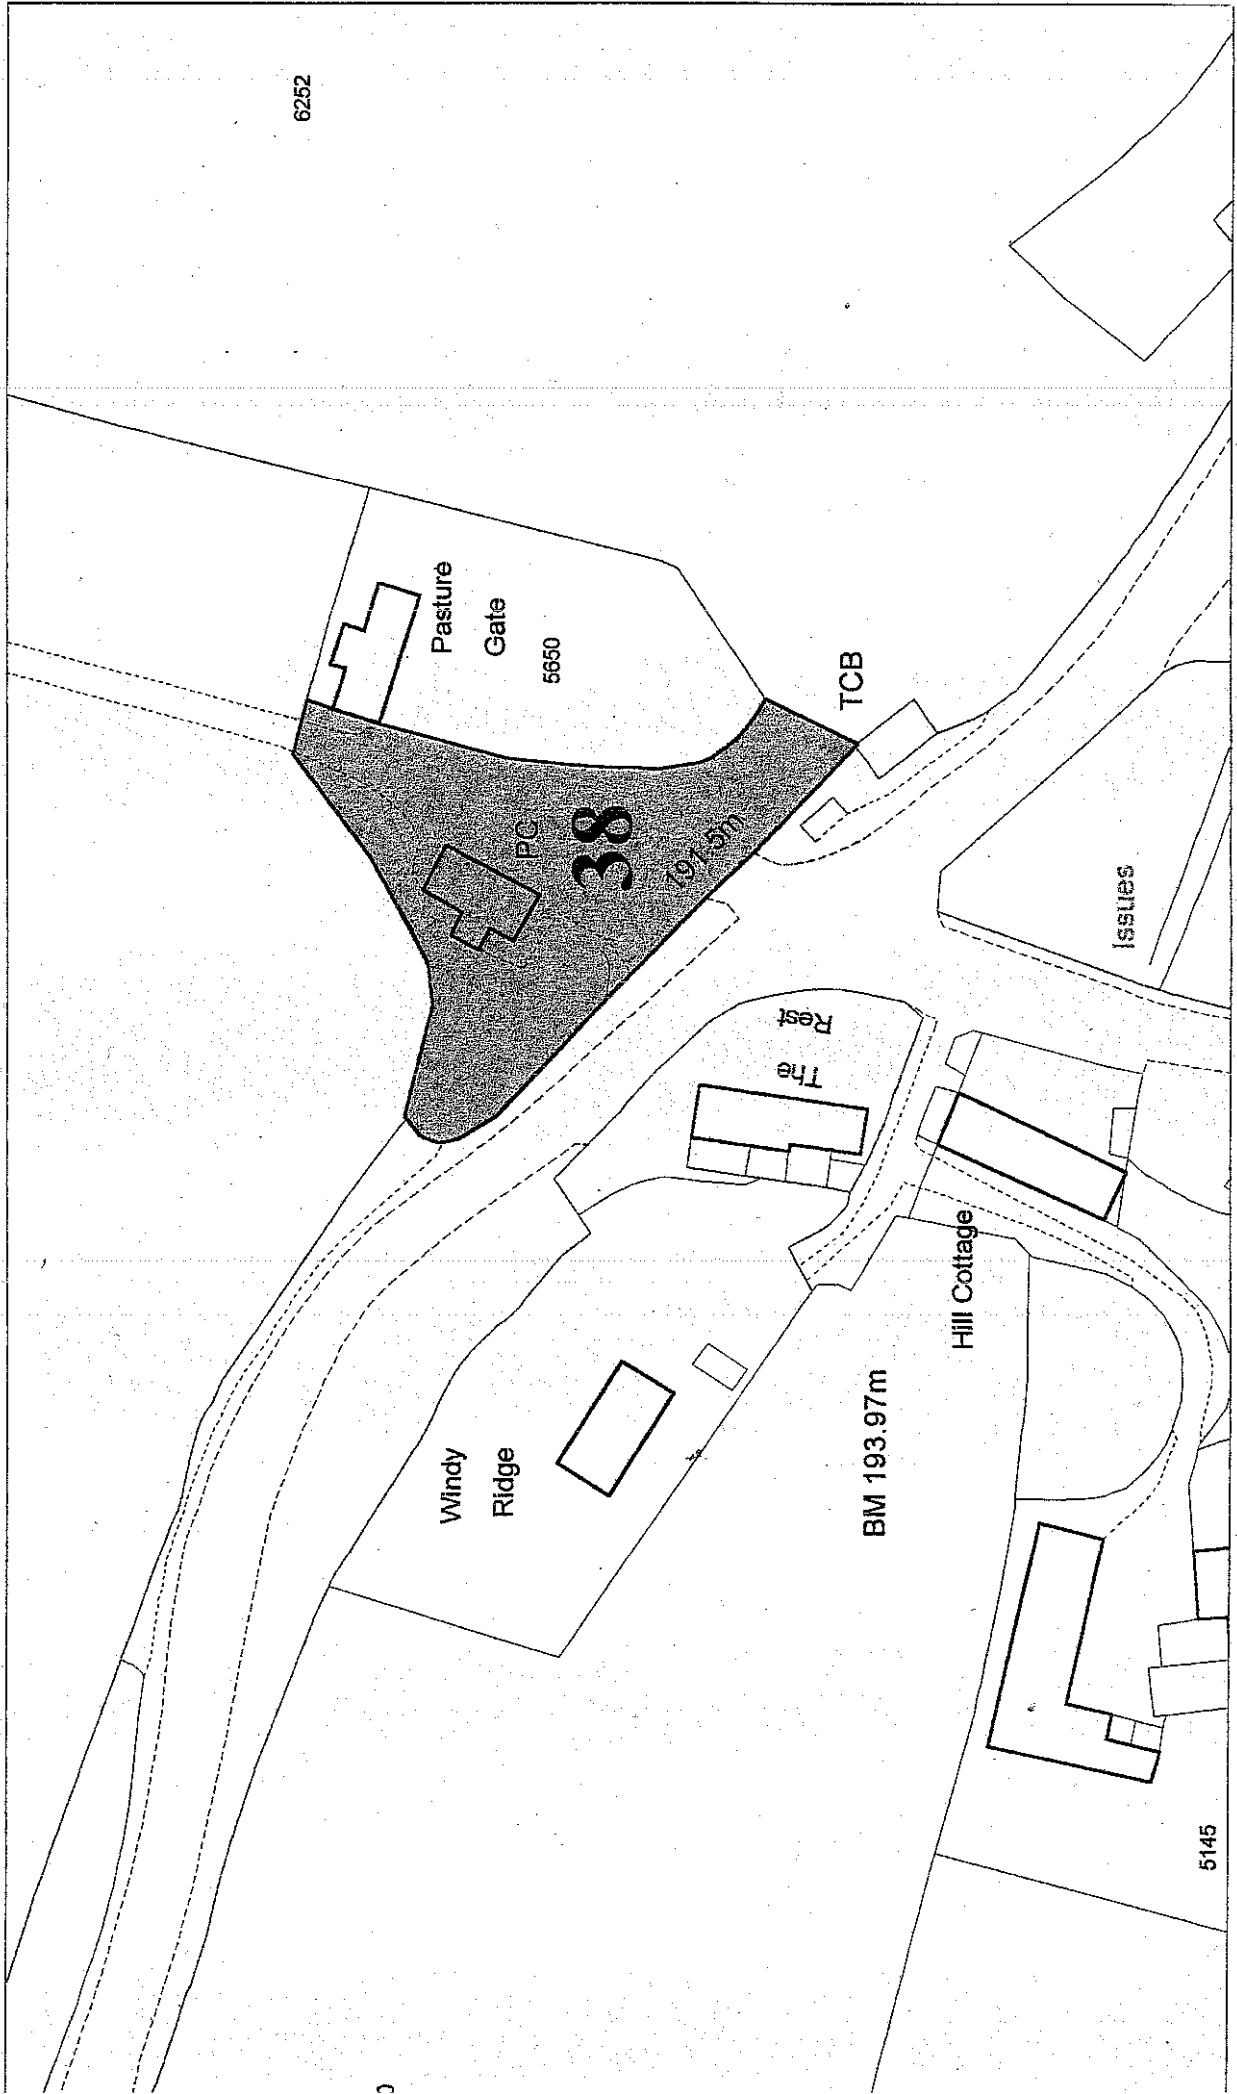 6252
Pasture
Gate
5650
TCB
PC
38
191.5m
Issues
The
Rest
Hill Cottage
Windy
Ridge
BM 193.97m
5145